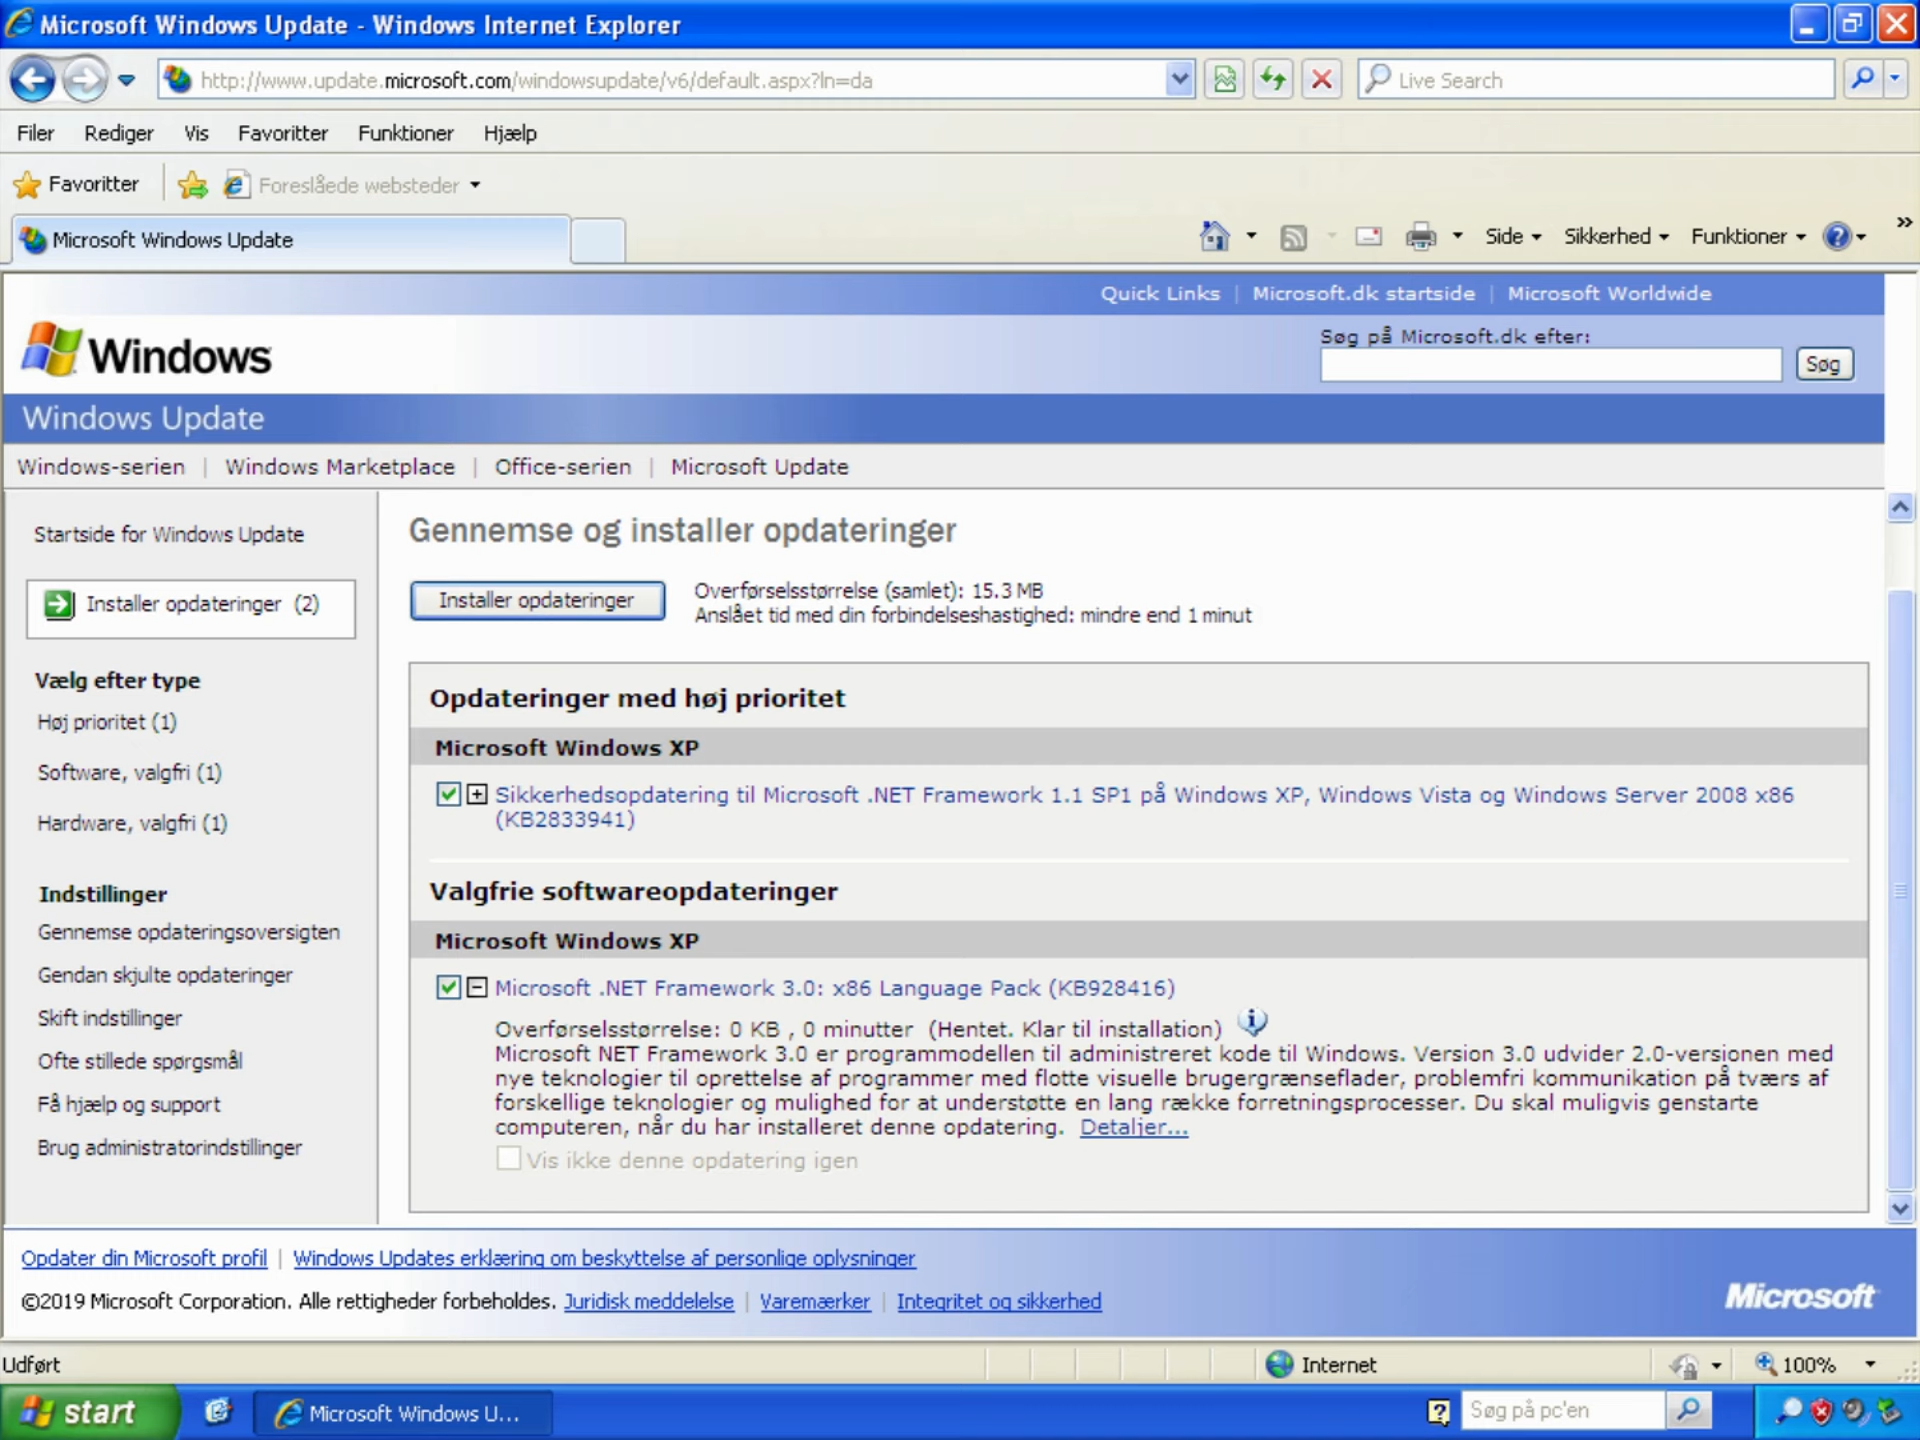 Microsoft Windows Update - Windows Internet Explorer
http://www.update.microsoft.com/windowsupdate/v6/default.aspx?ln=da
Live Search
Filer Rediger Vis Favoritter Funktioner Hjælp
Favoritter Foreslåede websteder
Microsoft Windows Update
Side Sikkerhed Funktioner
Quick Links | Microsoft.dk startside | Microsoft Worldwide
Windows
Søg på Microsoft.dk efter:
Søg
Windows Update
Windows-serien | Windows Marketplace | Office-serien | Microsoft Update
Startside for Windows Update
Installer opdateringer (2)
Vælg efter type
Høj prioritet (1)
Software, valgfri (1)
Hardware, valgfri (1)
Indstillinger
Gennemse opdateringsoversigten
Gendan skjulte opdateringer
Skift indstillinger
Ofte stillede spørgsmål
Få hjælp og support
Brug administratorindstillinger
Gennemse og installer opdateringer
Installer opdateringer
Overførselsstørrelse (samlet): 15.3 MB
Anslået tid med din forbindelseshastighed: mindre end 1 minut
Opdateringer med høj prioritet
Microsoft Windows XP
Sikkerhedsopdatering til Microsoft .NET Framework 1.1 SP1 på Windows XP, Windows Vista og Windows Server 2008 x86
(KB2833941)
Valgfrie softwareopdateringer
Microsoft Windows XP
Microsoft .NET Framework 3.0: x86 Language Pack (KB928416)
Overførselsstørrelse: 0 KB , 0 minutter (Hentet. Klar til installation)
Microsoft NET Framework 3.0 er programmodellen til administreret kode til Windows. Version 3.0 udvider 2.0-versionen med
nye teknologier til oprettelse af programmer med flotte visuelle brugergrænseflader, problemfri kommunikation på tværs af
forskellige teknologier og mulighed for at understøtte en lang række forretningsprocesser. Du skal muligvis genstarte
computeren, når du har installeret denne opdatering. Detaljer...
Vis ikke denne opdatering igen
Opdater din Microsoft profil | Windows Updates erklæring om beskyttelse af personlige oplysninger
©2019 Microsoft Corporation. Alle rettigheder forbeholdes. Juridisk meddelelse | Varemærker | Integritet og sikkerhed
Microsoft
Udført
Internet
100%
start
Microsoft Windows U...
Søg på pc'en